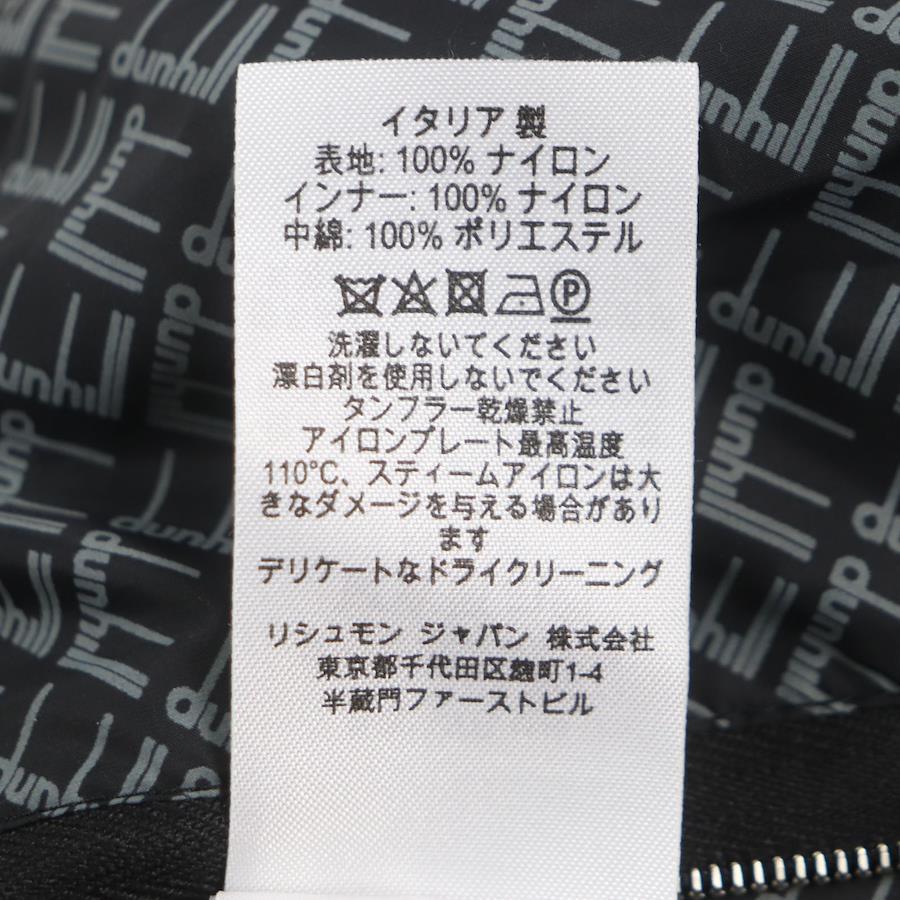 イタリア 製
表地: 100% ナイロン
インナー: 100% ナイロン
中綿: 100% ポリエステル
P
洗濯しないてください
漂白剤を使用しないでください
タンブラー乾燥禁止
アイロンプレート最高温度
110°C、スティームアイロンは大
きなダメージを与える場合があり
ます
デリケートなドライクリーニング
リシュモン ジャパン 株式会社
東京都千代田区麹町1-4
半蔵門ファーストビル
dunhill
dunhill
dunhill
dunhill
dunhill
dunhill
dunhill
dunhill